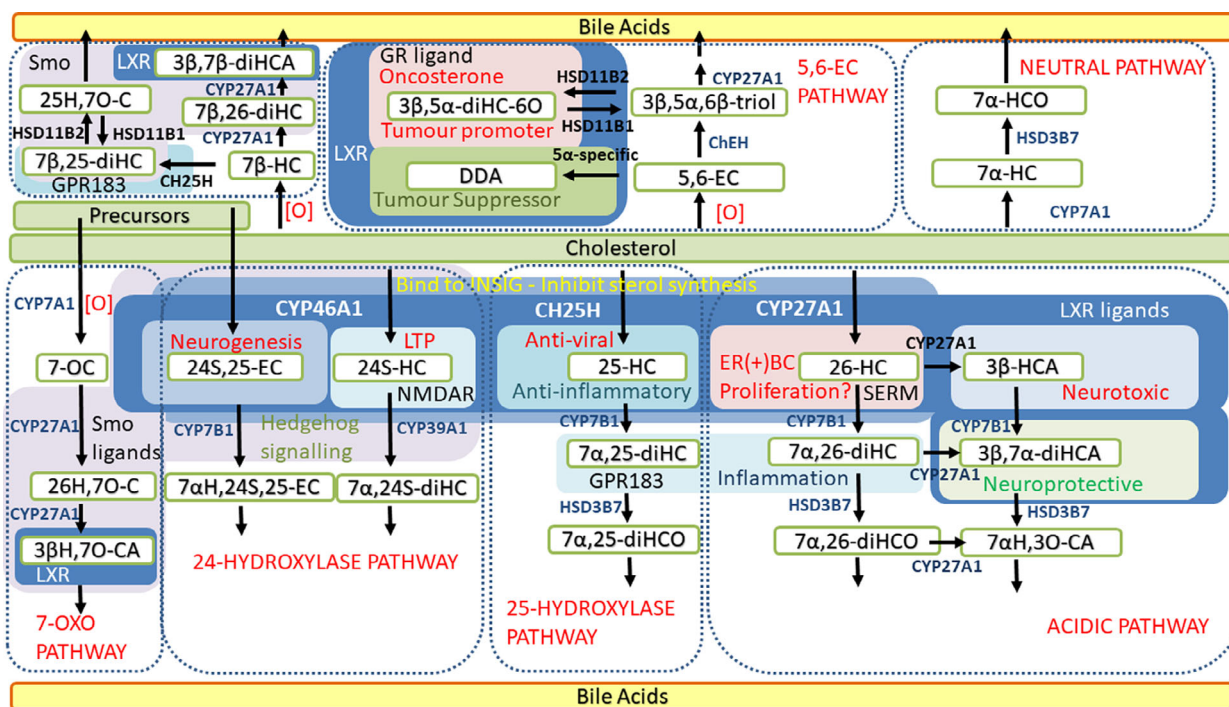 Bile Acids
Smo
LXR
3β,7β-diHCA
25H,7O-C
CYP27A1
7β,26-diHC
HSD11B2
HSD11B1
CYP27A1
7β,25-diHC
7β-HC
GPR183
CH25H
[O]
GR ligand
Oncosterone
3β,5α-diHC-6O
Tumour promoter
LXR
HSD11B2
HSD11B1
CYP27A1
3β,5α,6β-triol
ChEH
5α-specific
DDA
5,6-EC
Tumour Suppressor
[O]
5,6-EC
PATHWAY
NEUTRAL PATHWAY
7α-HCO
HSD3B7
7α-HC
CYP7A1
Precursors
Cholesterol
CYP7A1
[O]
7-OC
CYP27A1
Smo
ligands
26H,7O-C
CYP27A1
3βH,7O-CA
LXR
7-OXO
PATHWAY
Bind to INSIG - Inhibit sterol synthesis
CYP46A1
Neurogenesis
24S,25-EC
LTP
24S-HC
NMDAR
CYP7B1
Hedgehog
signalling
CYP39A1
7αH,24S,25-EC
7α,24S-diHC
24-HYDROXYLASE PATHWAY
CH25H
Anti-viral
25-HC
Anti-inflammatory
CYP7B1
7α,25-diHC
GPR183
HSD3B7
7α,25-diHCO
25-HYDROXYLASE
PATHWAY
CYP27A1
LXR ligands
ER(+)BC
26-HC
CYP27A1
3β-HCA
Proliferation?
SERM
Neurotoxic
CYP7B1
CYP7B1
7α,26-diHC
3β,7α-diHCA
CYP27A1
Inflammation
Neuroprotective
HSD3B7
HSD3B7
7α,26-diHCO
7αH,3O-CA
CYP27A1
ACIDIC PATHWAY
Bile Acids